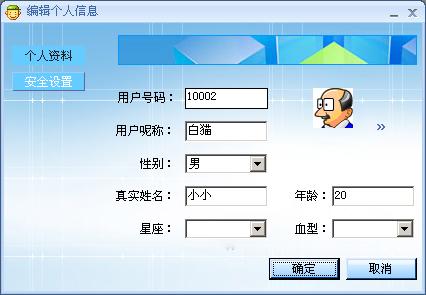 编辑个人信息
个人资料
安全设置
用户号码： 10002
用户昵称： 白猫
性别： 男
真实姓名： 小小 年龄： 20
星座： 血型：
确定 取消